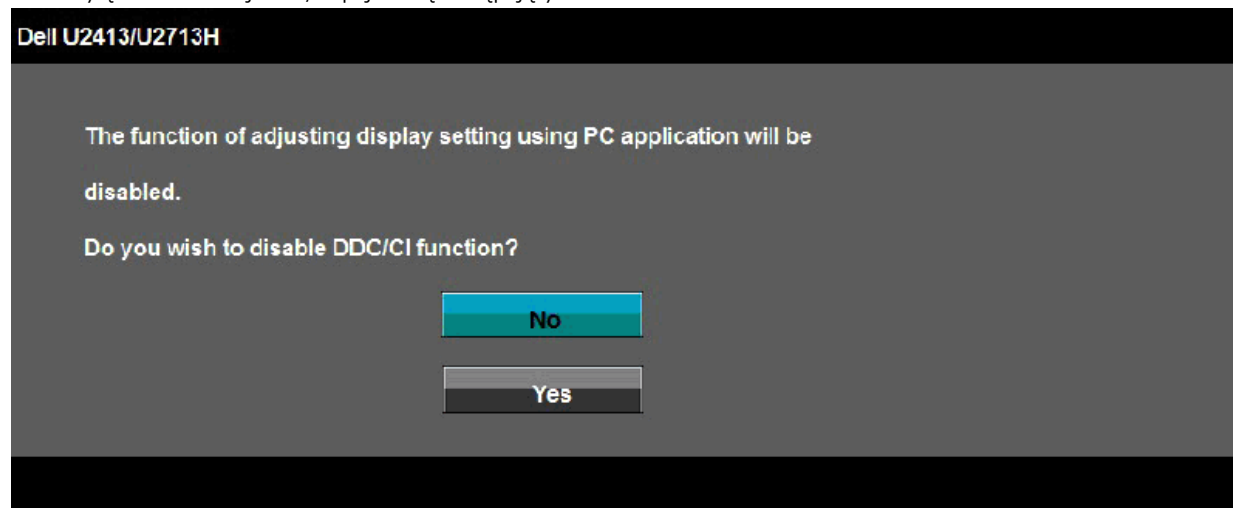 Dell U2413/U2713H
The function of adjusting display setting using PC application will be
disabled.
Do you wish to disable DDC/CI function?
No
Yes